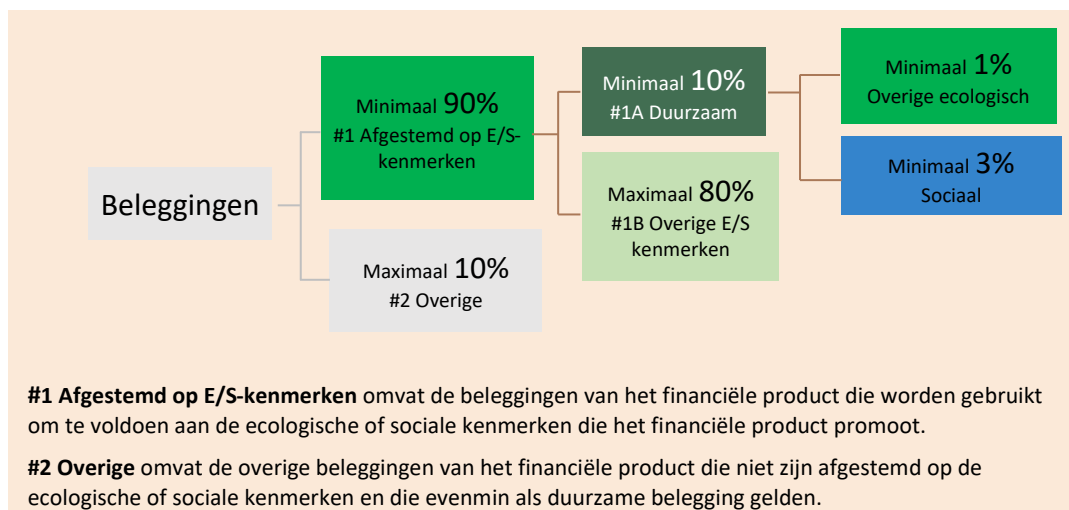 Beleggingen
Minimaal 90%
#1 Afgestemd op E/S-
kenmerken
Maximaal 10%
#2 Overige
Minimaal 10%
#1A Duurzaam
Maximaal 80%
#1B Overige E/S
kenmerken
Minimaal 1%
Overige ecologisch
Minimaal 3%
Sociaal
#1 Afgestemd op E/S-kenmerken omvat de beleggingen van het financiële product die worden gebruikt
om te voldoen aan de ecologische of sociale kenmerken die het financiële product promoot.
#2 Overige omvat de overige beleggingen van het financiële product die niet zijn afgestemd op de
ecologische of sociale kenmerken en die evenmin als duurzame belegging gelden.